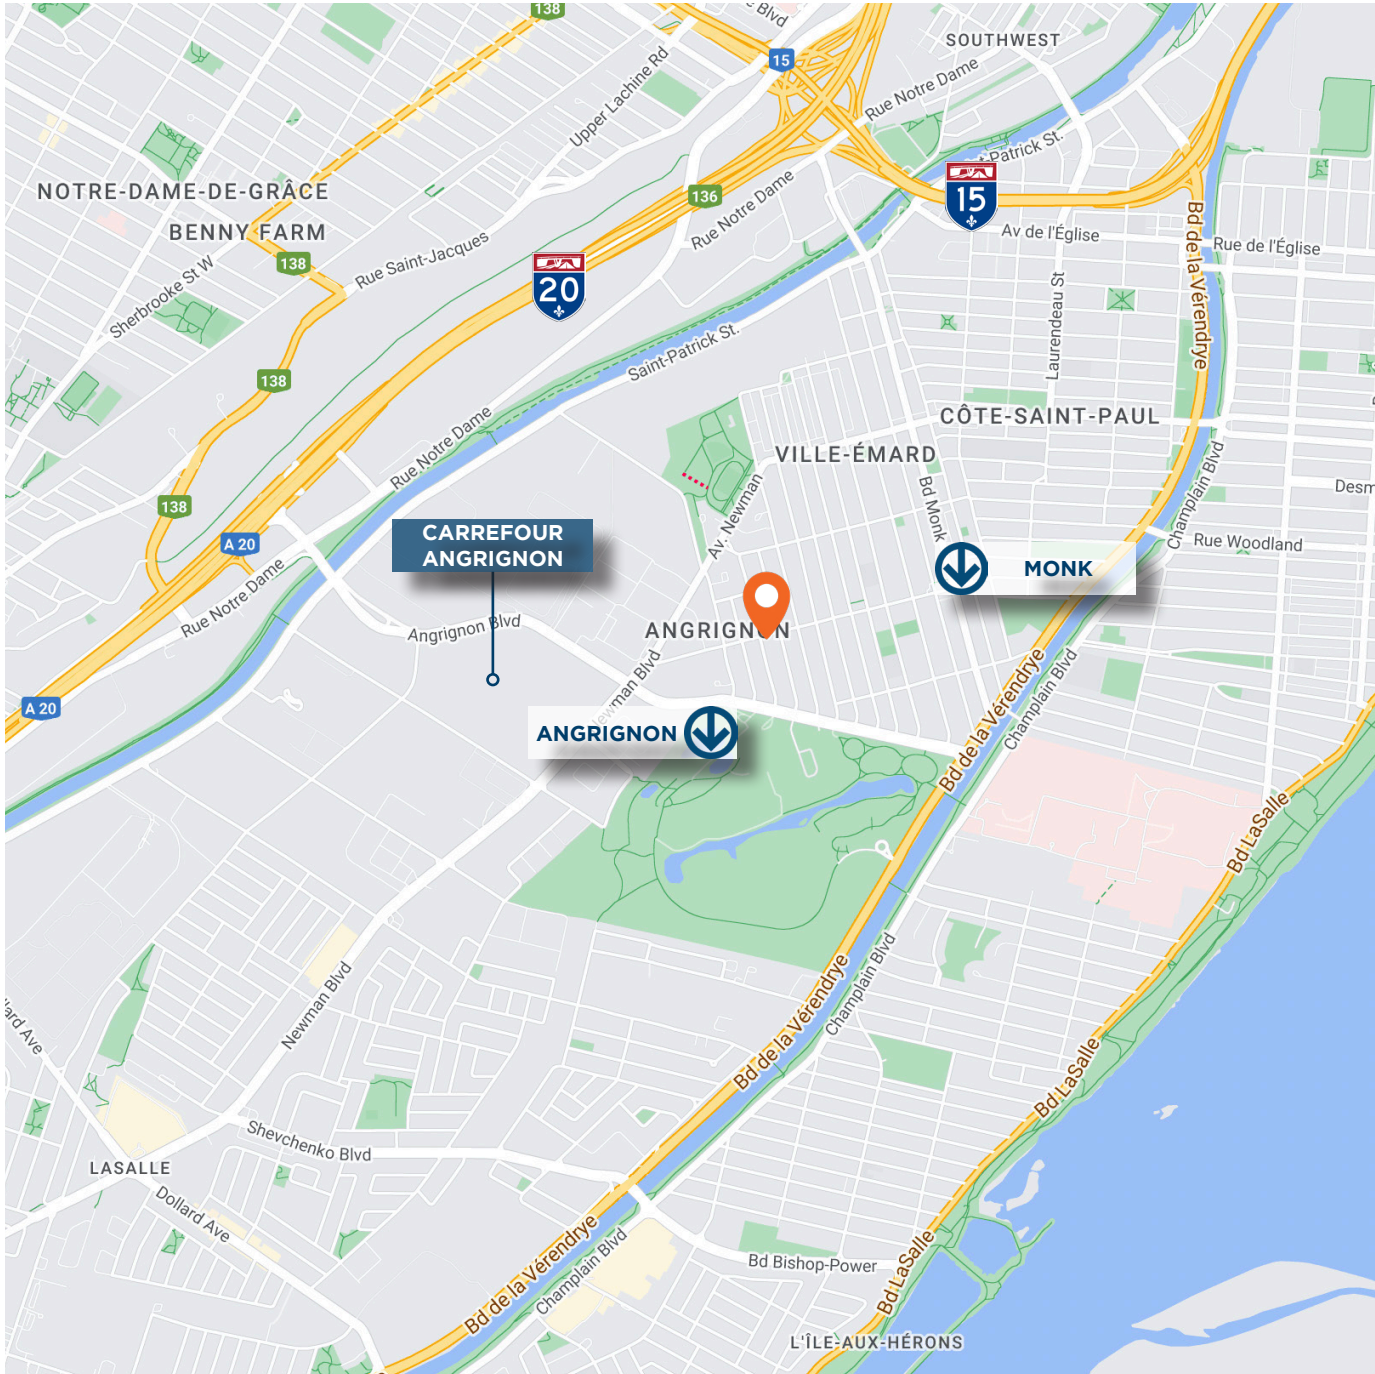 138
Blvd
15
SOUTHWEST
Upper Lachine Rd
Rue Notre Dame
-Patrick St.
NOTRE-DAME-DE-GRÂCE
136
15
Rue Notre Dame
BENNY FARM
Av de l'Église
Rue de l'Église
138
Rue Saint-Jacques
Bd de la Vérendrye
20
Sherbrooke St W
Laurendeau St
Saint-Patrick St.
138
CÔTE-SAINT-PAUL
Rue Notre Dame
VILLE-ÉMARD
Champlain Blvd
138
Bd Monk
Av. Newman
CARREFOUR
ANGRIGNON
A 20
Rue Woodland
MONK
Rue Notre Dame
Angrignon Blvd
ANGRIGNON
Newman Blvd
Bd de la Vérendrye
Champlain Blvd
A 20
ANGRIGNON
Bd LaSalle
Newman Blvd
Champlain Blvd
Bd de la Vérendrye
Bd LaSalle
Shevchenko Blvd
LASALLE
Dollard Ave
Bd de la Vérendrye
Champlain Blvd
Bd Bishop-Power
Bd LaSalle
L'ÎLE-AUX-HÉRONS